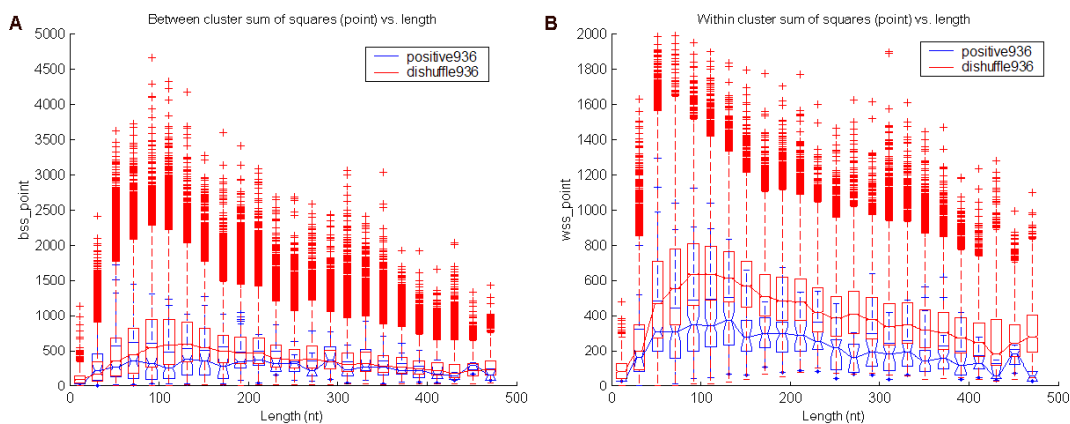 A
Between cluster sum of squares (point) vs. length
5000
4500
4000
3500
3000
2500
2000
1500
1000
500
0
bss_point
positive936
dishuffle936
0
100
200
300
400
500
Length (nt)
B
Within cluster sum of squares (point) vs. length
2000
1800
1600
1400
1200
1000
800
600
400
200
0
wss_point
positive936
dishuffle936
0
100
200
300
400
500
Length (nt)